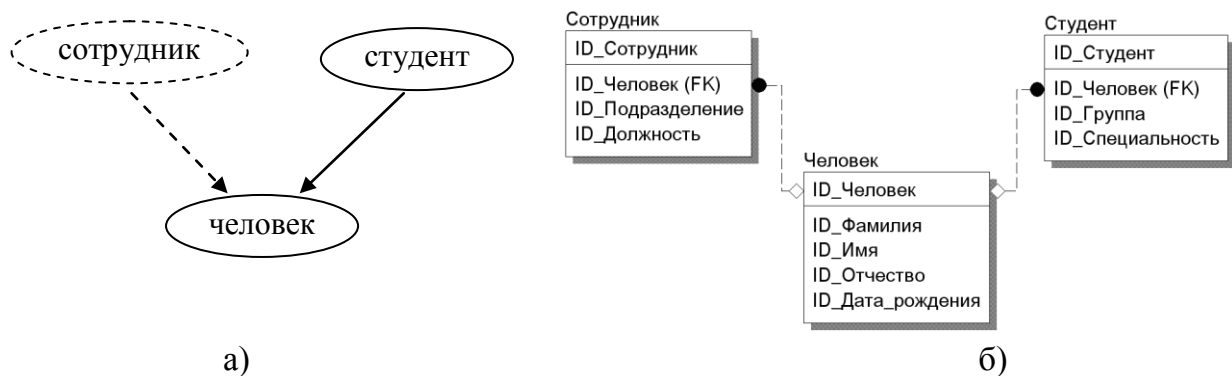 сотрудник
студент
человек
а)
Сотрудник
ID_Сотрудник
ID_Человек (FK)
ID_Подразделение
ID_Должность
Студент
ID_Студент
ID_Человек (FK)
ID_Группа
ID_Специальность
Человек
ID_Человек
ID_Фамилия
ID_Имя
ID_Отчество
ID_Дата_рождения
б)